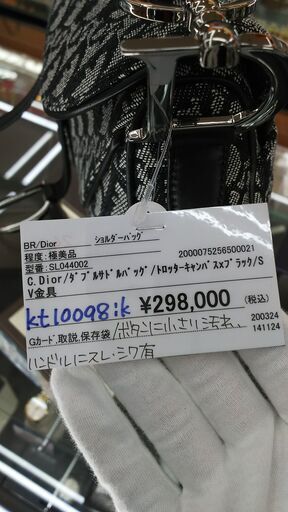 BR/Dior ショルダーバッグ
程度: 極美品
型番: SL044002 2000075256500021
C.Dior/ダブルサドルバッグ/トロッターキャンバスxブラック/S
V金具
kt10098ik ¥298,000 (税込)
Gカード,取説,保存袋/ボタンに小さい汚れ、 200324
141124
ハンドルにスレ・シワ有